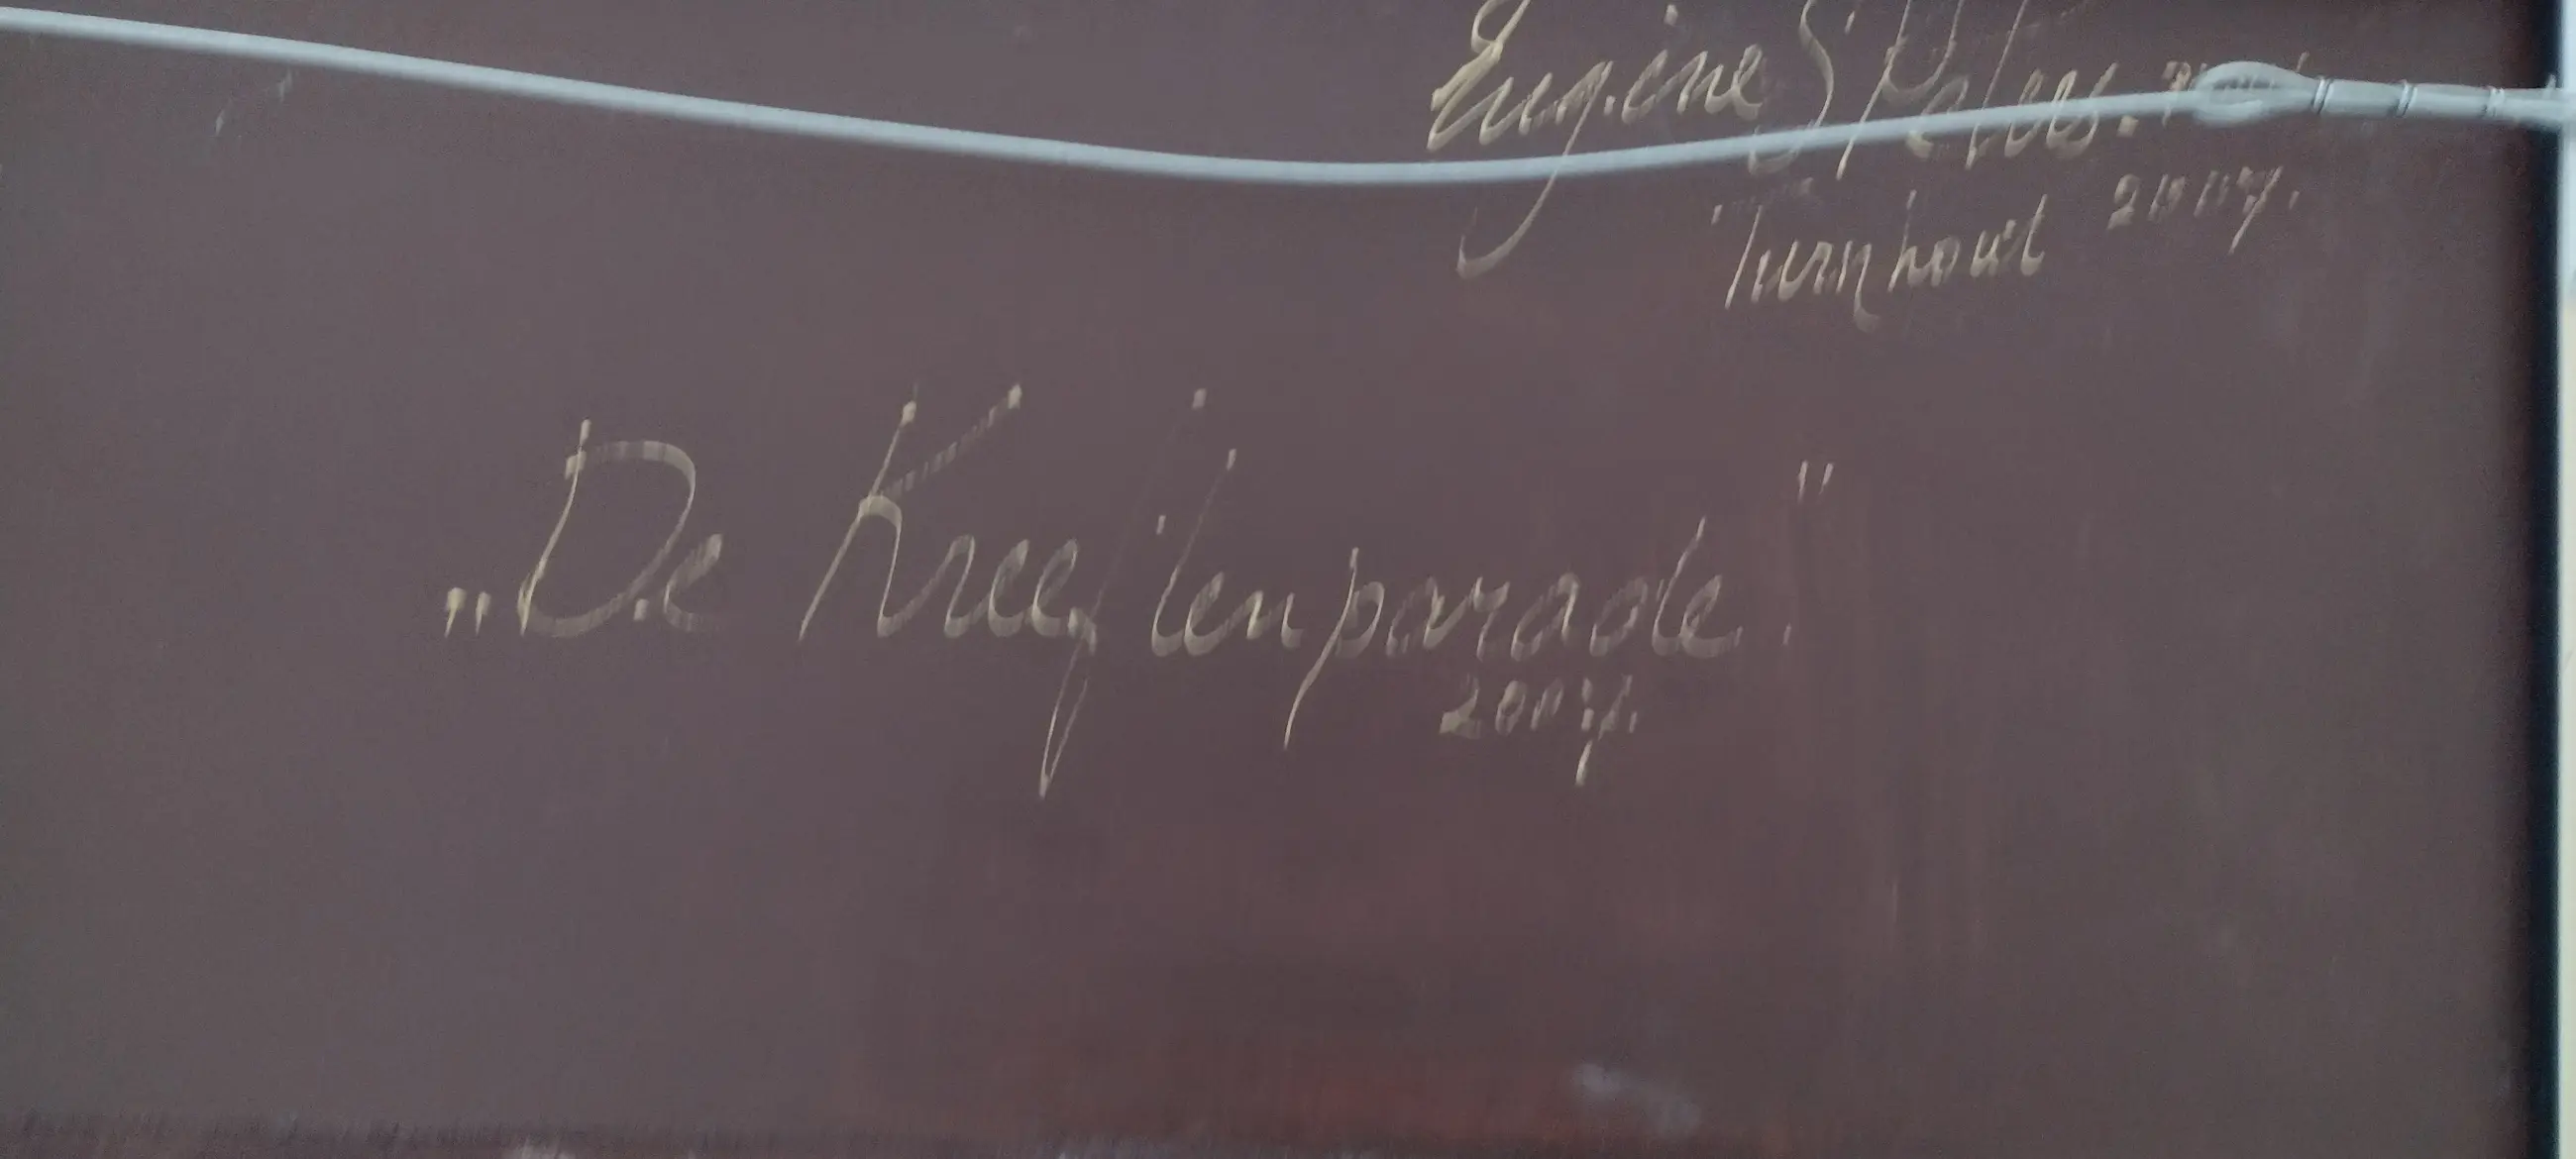 Eugène S Peters.
Turnhout 2007.
„De Kreeftenparade."
2007.